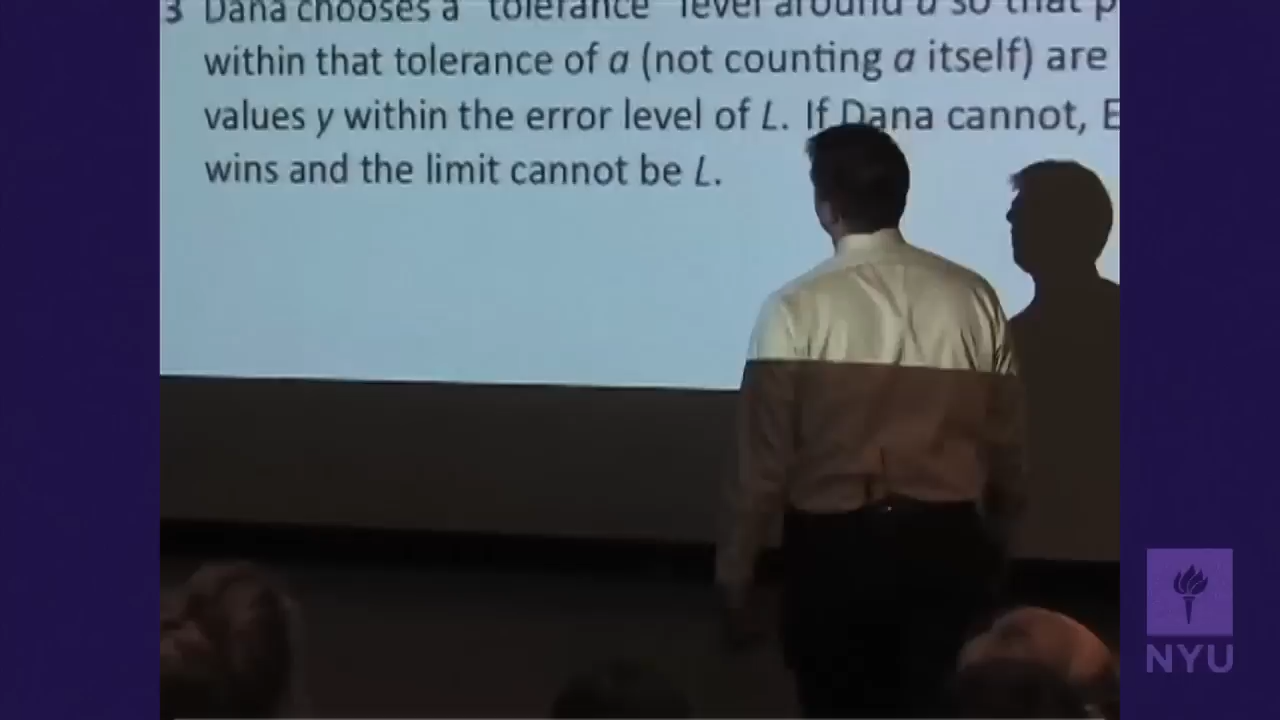 3 Dana chooses a "tolerance" level around a so that p
within that tolerance of a (not counting a itself) are
values y within the error level of L. If Dana cannot, E
wins and the limit cannot be L.
NYU